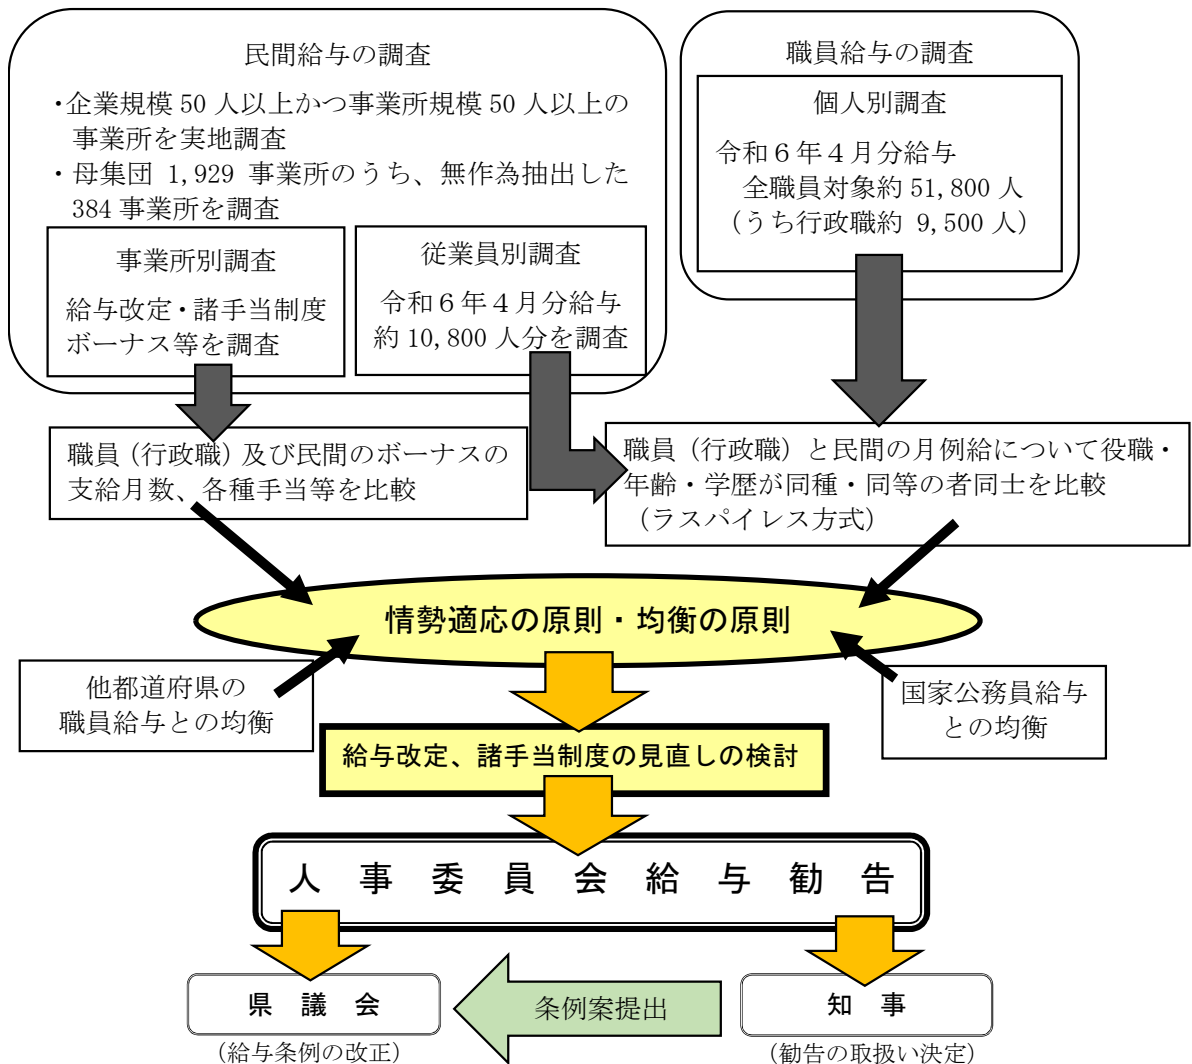 民間給与の調査
・企業規模 50 人以上かつ事業所規模 50 人以上の
事業所を実地調査
・母集団 1,929 事業所のうち、無作為抽出した
384 事業所を調査
事業所別調査
給与改定・諸手当制度
ボーナス等を調査
従業員別調査
令和６年４月分給与
約 10,800 人分を調査
職員給与の調査
個人別調査
令和６年４月分給与
全職員対象約 51,800 人
（うち行政職約 9,500 人）
職員（行政職）及び民間のボーナスの
支給月数、各種手当等を比較
職員（行政職）と民間の月例給について役職・
年齢・学歴が同種・同等の者同士を比較
（ラスパイレス方式）
情勢適応の原則・均衡の原則
他都道府県の
職員給与との均衡
国家公務員給与
との均衡
給与改定、諸手当制度の見直しの検討
人 事 委 員 会 給 与 勧 告
県 議 会
（給与条例の改正）
条例案提出
知 事
（勧告の取扱い決定）